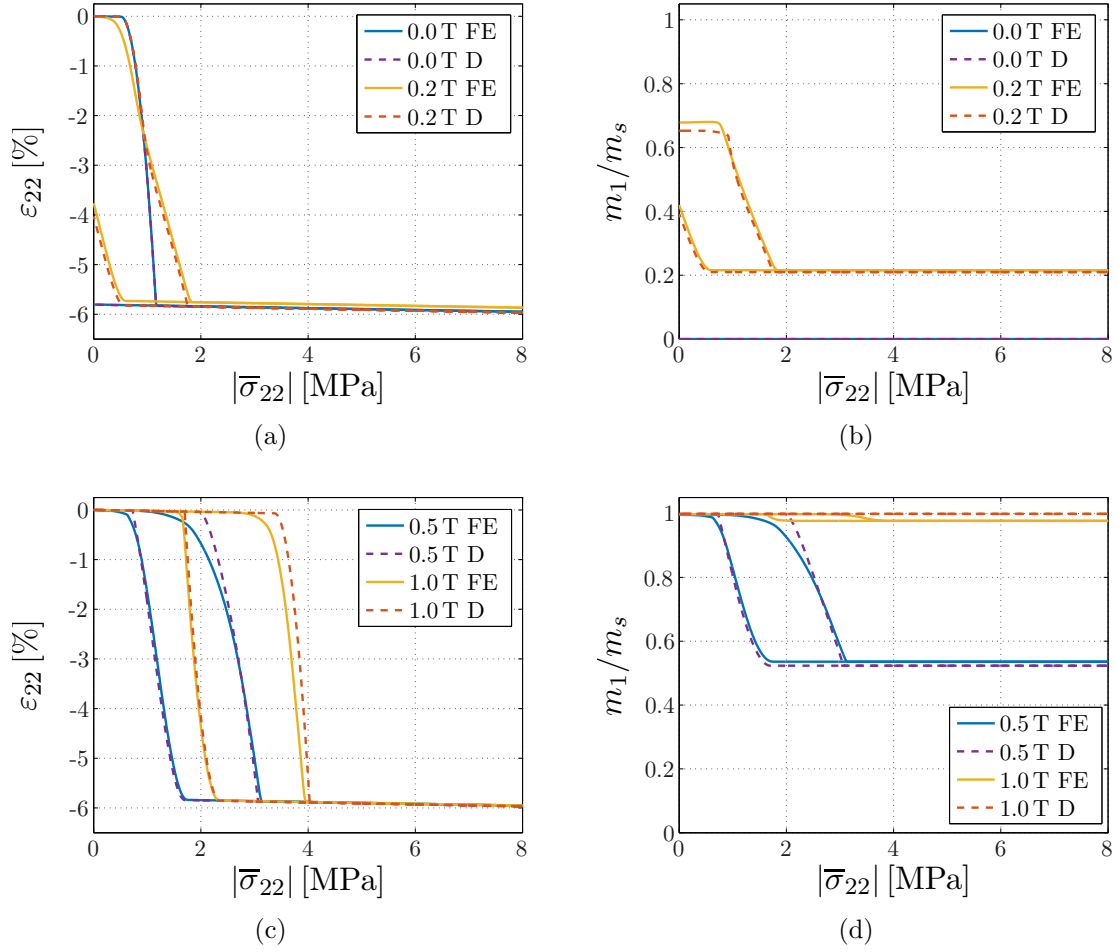 0.0 T FE
0.0 T D
0.2 T FE
0.2 T D
0
-1
-2
-3
-4
-5
-6
ε₂₂ [%]
0 2 4 6 8
|σ̅₂₂| [MPa]
(a)
0.0 T FE
0.0 T D
0.2 T FE
0.2 T D
1
0.8
0.6
0.4
0.2
0
m₁/mₛ
0 2 4 6 8
|σ̅₂₂| [MPa]
(b)
0.5 T FE
0.5 T D
1.0 T FE
1.0 T D
0
-1
-2
-3
-4
-5
-6
ε₂₂ [%]
0 2 4 6 8
|σ̅₂₂| [MPa]
(c)
1
0.8
0.6
0.4
0.2
0
m₁/mₛ
0.5 T FE
0.5 T D
1.0 T FE
1.0 T D
0 2 4 6 8
|σ̅₂₂| [MPa]
(d)